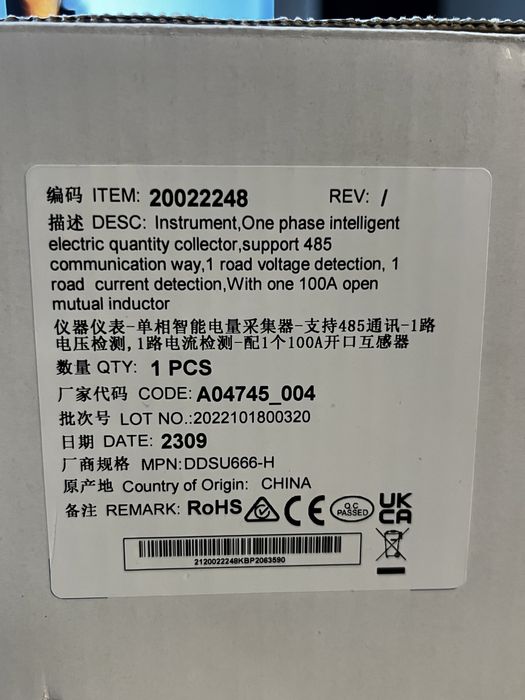 编码 ITEM: 20022248 REV: /
描述 DESC: Instrument,One phase intelligent
electric quantity collector,support 485
communication way,1 road voltage detection, 1
road current detection,With one 100A open
mutual inductor
仪器仪表-单相智能电量采集器-支持485通讯-1路
电压检测,1路电流检测-配1个100A开口互感器
数量 QTY: 1 PCS
厂家代码 CODE: A04745_004
批次号 LOT NO.:2022101800320
日期 DATE: 2309
厂商规格 MPN:DDSU666-H
原产地 Country of Origin: CHINA
备注 REMARK: RoHS CE Q.C PASSED UK CA
2120022248KBP2063590